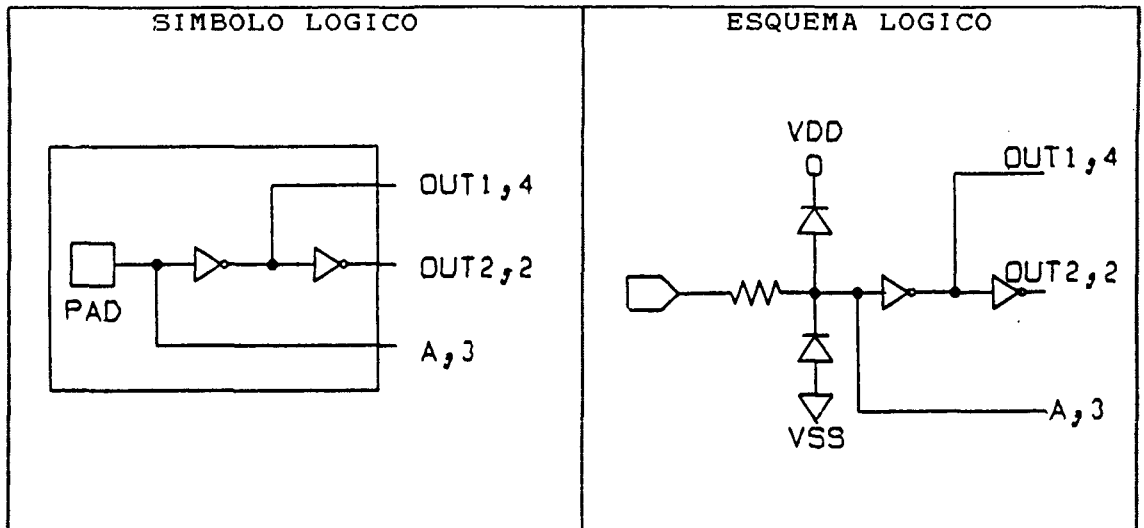 SIMBOLO LOGICO
OUT1,4
OUT2,2
PAD
A,3
ESQUEMA LOGICO
VDD
OUT1,4
OUT2,2
A,3
VSS